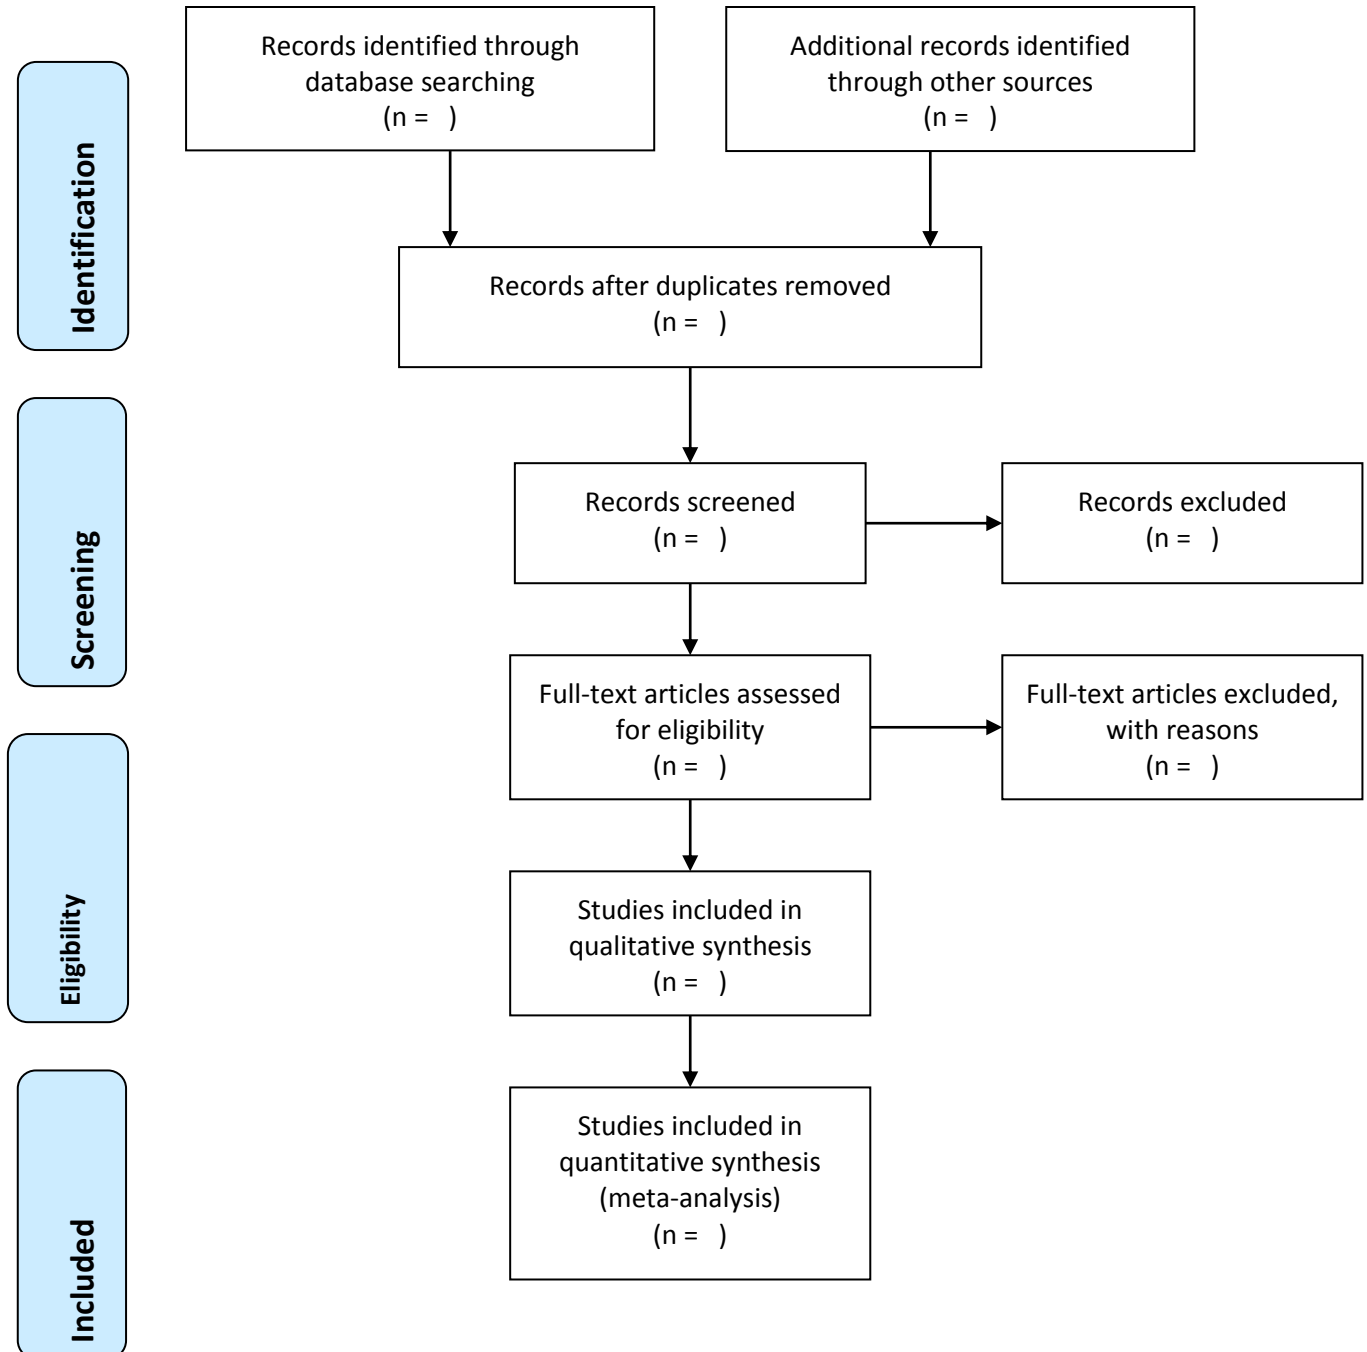 Identification
Records identified through
database searching
(n =   )
Additional records identified
through other sources
(n =   )
Records after duplicates removed
(n =   )
Screening
Records screened
(n =   )
Records excluded
(n =   )
Eligibility
Full-text articles assessed
for eligibility
(n =   )
Full-text articles excluded,
with reasons
(n =   )
Studies included in
qualitative synthesis
(n =   )
Included
Studies included in
quantitative synthesis
(meta-analysis)
(n =   )